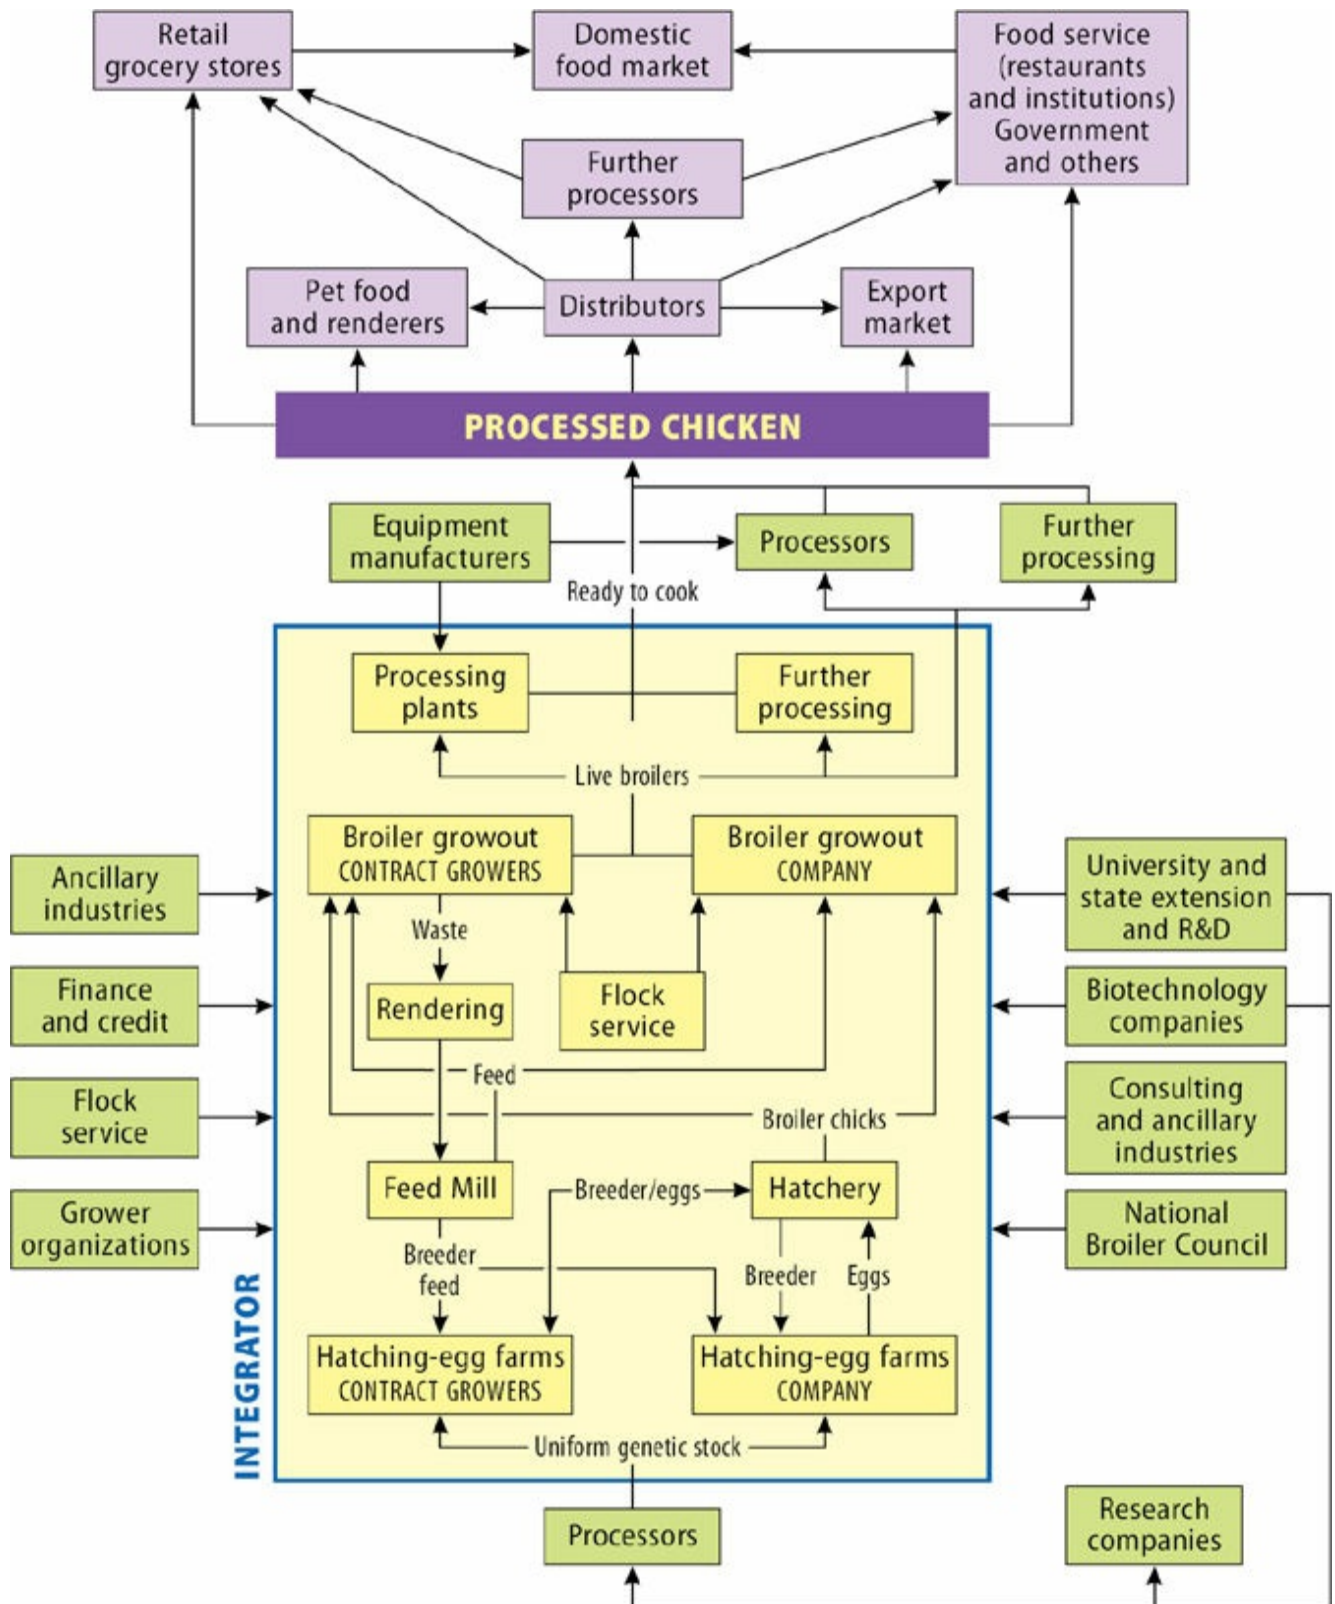 Retail
grocery stores
Domestic
food market
Food service
(restaurants
and institutions)
Government
and others
Further
processors
Pet food
and renderers
Distributors
Export
market
PROCESSED CHICKEN
Equipment
manufacturers
Processors
Further
processing
Ready to cook
Processing
plants
Further
processing
Live broilers
Broiler growout
CONTRACT GROWERS
Broiler growout
COMPANY
Ancillary
industries
University and
state extension
and R&D
Waste
Finance
and credit
Rendering
Flock
service
Biotechnology
companies
Feed
Flock
service
Broiler chicks
Consulting
and ancillary
industries
Feed Mill
Breeder/eggs
Hatchery
Grower
organizations
National
Broiler Council
Breeder
feed
Breeder
Eggs
INTEGRATOR
Hatching-egg farms
CONTRACT GROWERS
Hatching-egg farms
COMPANY
Uniform genetic stock
Processors
Research
companies